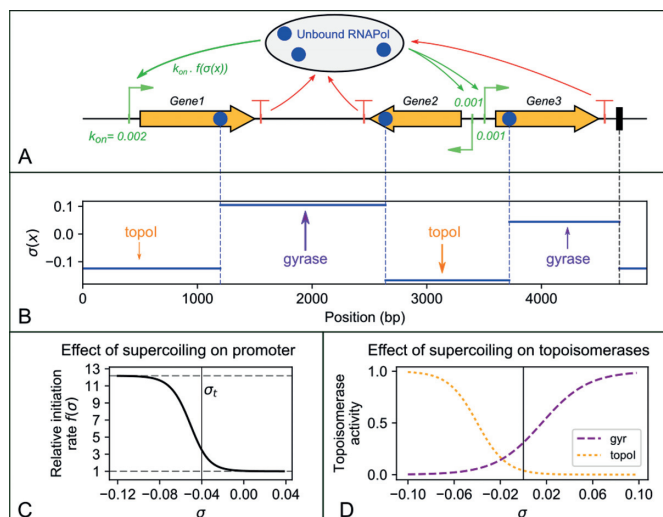 Unbound RNAPol
k_on . f(σ(x))
Gene1
Gene2
0.001
Gene3
k_on = 0.002
0.001
A
0.1
0.0
−0.1
σ(x)
topoI
gyrase
topoI
gyrase
0
1000
2000
3000
4000
Position (bp)
B
Effect of supercoiling on promoter
13
11
9
7
5
3
1
Relative initiation
rate f(σ)
σt
−0.12
−0.08
−0.04
0.00
0.04
σ
C
Effect of supercoiling on topoisomerases
1.0
0.5
0.0
Topoisomerase
activity
gyr
topoI
−0.10
−0.06
−0.02
0.02
0.06
0.10
σ
D